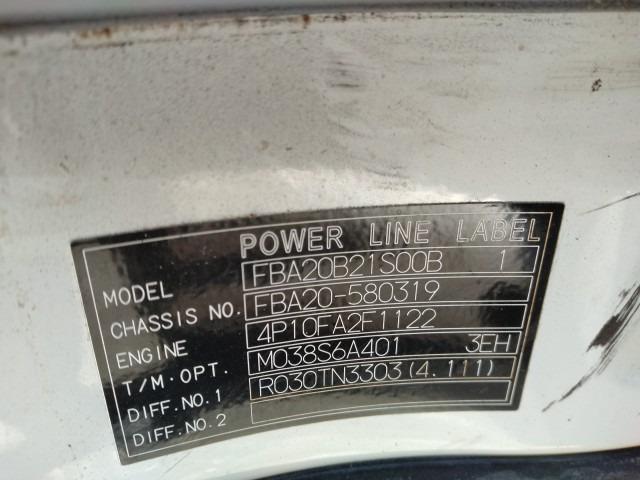 POWER LINE LABEL
MODEL FBA20B21S00B 1
CHASSIS NO. FBA20-580319
ENGINE 4P10FA2F1122
T/M·OPT. M038S6A401 3EH
DIFF.NO.1 R030TN3303(4.111)
DIFF.NO.2